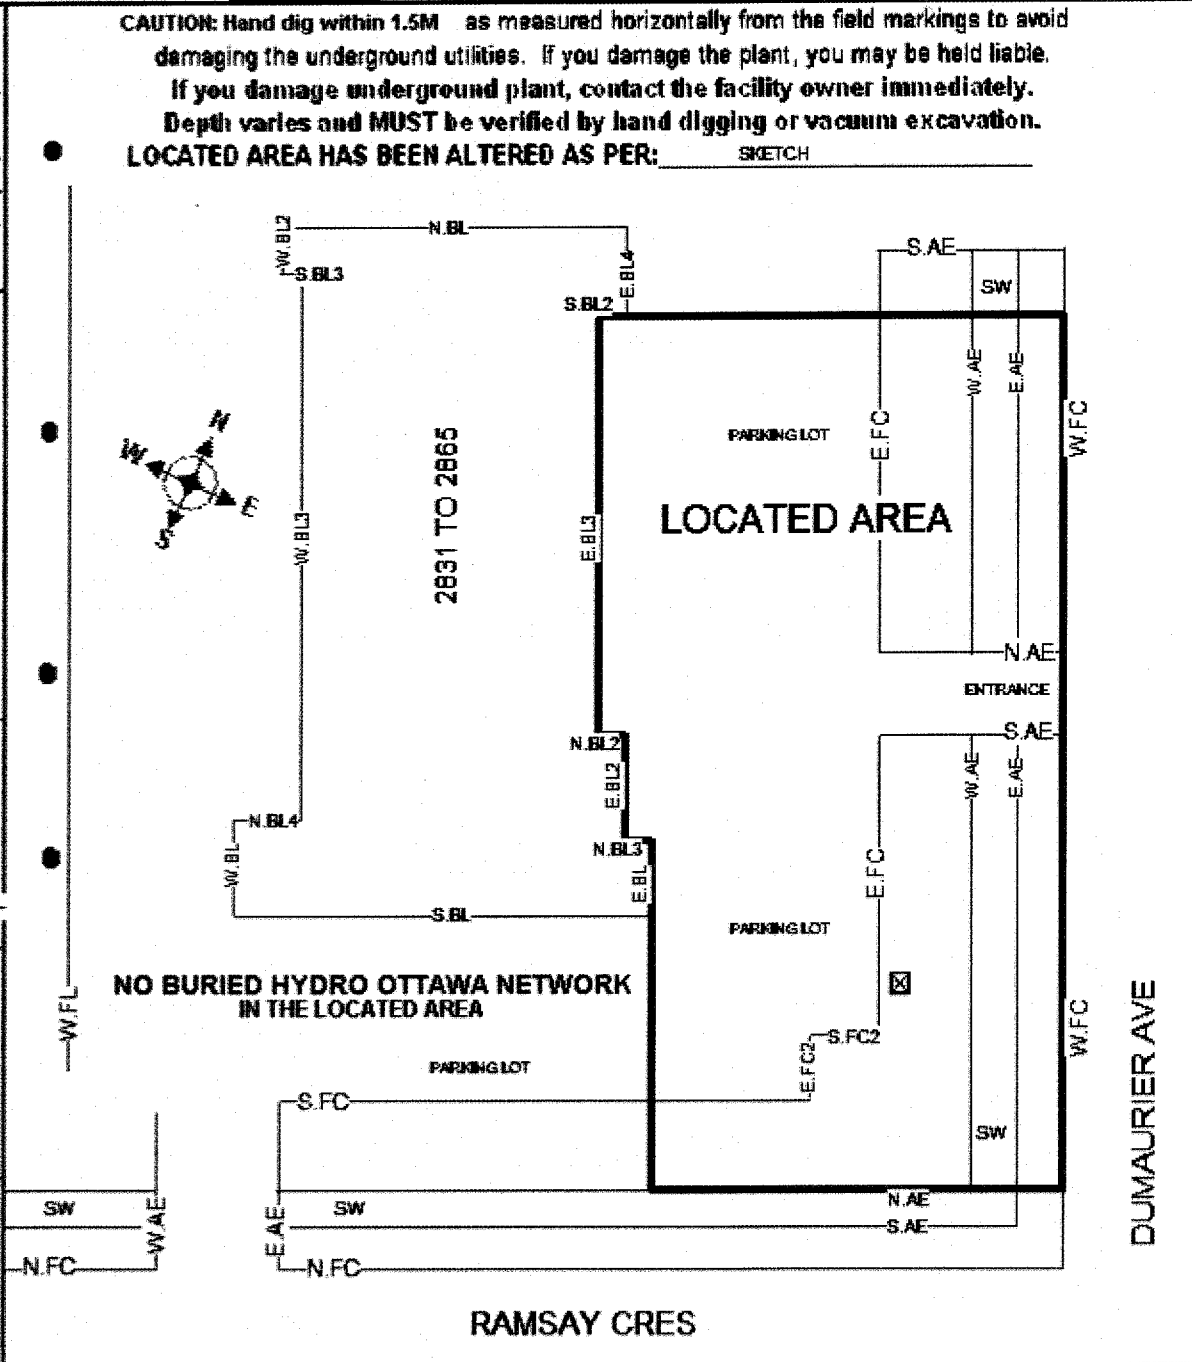 CAUTION: Hand dig within 1.5M as measured horizontally from the field markings to avoid
damaging the underground utilities. If you damage the plant, you may be held liable.
If you damage underground plant, contact the facility owner immediately.
Depth varies and MUST be verified by hand digging or vacuum excavation.
LOCATED AREA HAS BEEN ALTERED AS PER: SKETCH
W.BL2
N.BL
S.BL3
E.BL4
S.BL2
S.AE
SW
W.AE
E.AE
W.FC
E.FC
PARKING LOT
LOCATED AREA
N
W
E
S
2831 TO 2865
W.BL3
E.BL3
N.AE
ENTRANCE
S.AE
N.BL2
E.BL2
W.AE
E.AE
N.BL4
N.BL3
W.BL
E.BL
E.FC
S.BL
PARKING LOT
NO BURIED HYDRO OTTAWA NETWORK
IN THE LOCATED AREA
W.FL
W.FC
S.FC2
E.FC2
PARKING LOT
S.FC
SW
DUMAURIER AVE
SW
W.AE
E.AE
SW
N.AE
S.AE
N.FC
N.FC
RAMSAY CRES